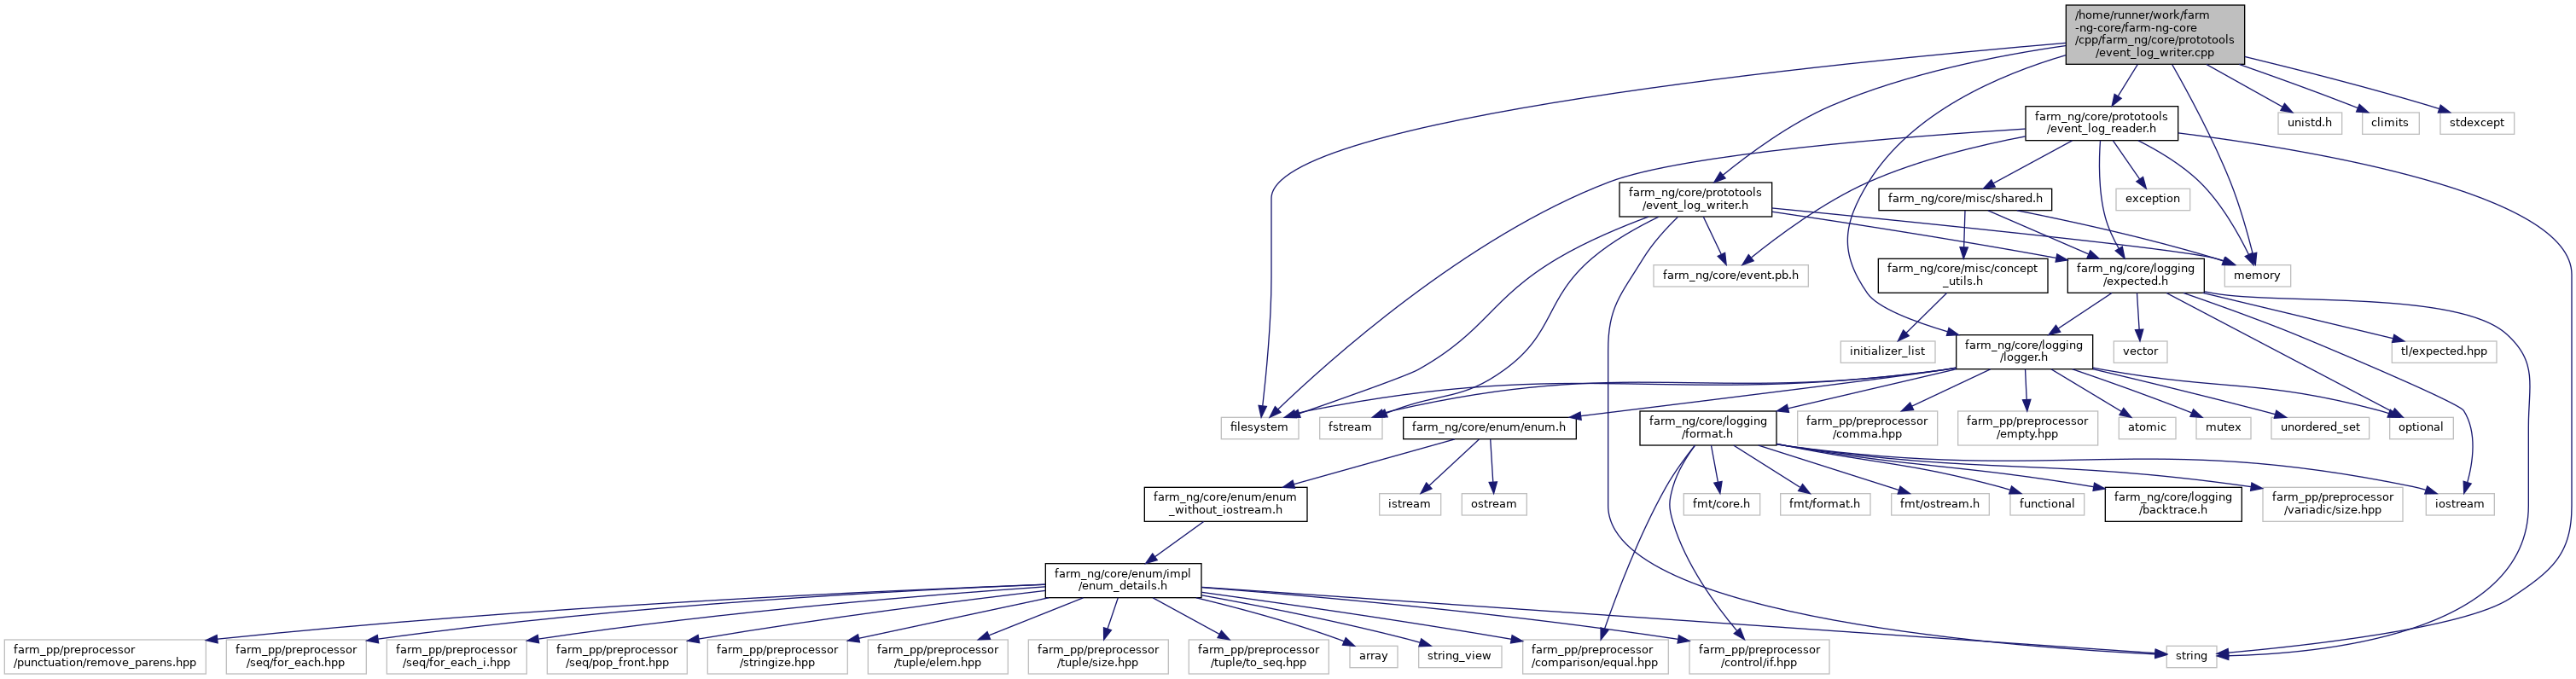 /home/runner/work/farm
-ng-core/farm-ng-core
/cpp/farm_ng/core/prototools
/event_log_writer.cpp
farm_ng/core/prototools
/event_log_reader.h
unistd.h
climits
stdexcept
farm_ng/core/prototools
/event_log_writer.h
farm_ng/core/misc/shared.h
exception
farm_ng/core/event.pb.h
farm_ng/core/misc/concept
_utils.h
farm_ng/core/logging
/expected.h
memory
initializer_list
farm_ng/core/logging
/logger.h
vector
tl/expected.hpp
filesystem
fstream
farm_ng/core/enum/enum.h
farm_ng/core/logging
/format.h
farm_pp/preprocessor
/comma.hpp
farm_pp/preprocessor
/empty.hpp
atomic
mutex
unordered_set
optional
farm_ng/core/enum/enum
_without_iostream.h
istream
ostream
fmt/core.h
fmt/format.h
fmt/ostream.h
functional
farm_ng/core/logging
/backtrace.h
farm_pp/preprocessor
/variadic/size.hpp
iostream
farm_ng/core/enum/impl
/enum_details.h
farm_pp/preprocessor
/punctuation/remove_parens.hpp
farm_pp/preprocessor
/seq/for_each.hpp
farm_pp/preprocessor
/seq/for_each_i.hpp
farm_pp/preprocessor
/seq/pop_front.hpp
farm_pp/preprocessor
/stringize.hpp
farm_pp/preprocessor
/tuple/elem.hpp
farm_pp/preprocessor
/tuple/size.hpp
farm_pp/preprocessor
/tuple/to_seq.hpp
array
string_view
farm_pp/preprocessor
/comparison/equal.hpp
farm_pp/preprocessor
/control/if.hpp
string